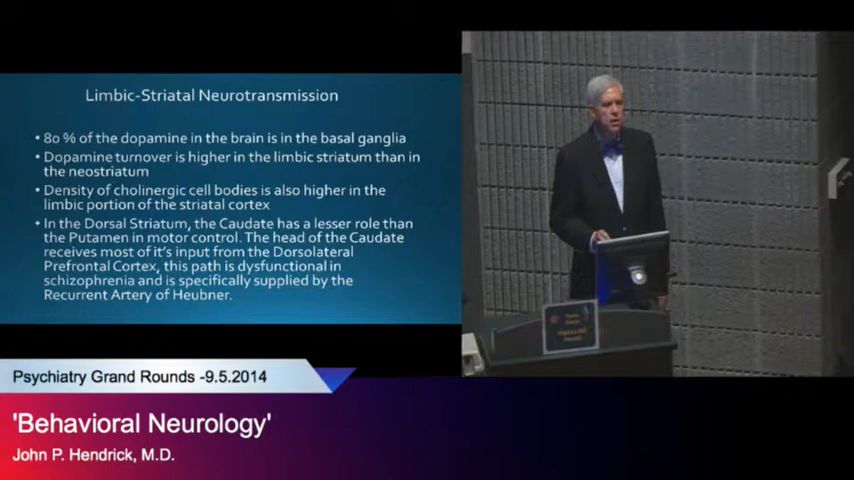 Limbic-Striatal Neurotransmission
• 80 % of the dopamine in the brain is in the basal ganglia
• Dopamine turnover is higher in the limbic striatum than in
the neostriatum
• Density of cholinergic cell bodies is also higher in the
limbic portion of the striatal cortex
• In the Dorsal Striatum, the Caudate has a lesser role than
the Putamen in motor control. The head of the Caudate
receives most of it's input from the Dorsolateral
Prefrontal Cortex, this path is dysfunctional in
schizophrenia and is specifically supplied by the
Recurrent Artery of Heubner.
Psychiatry Grand Rounds -9.5.2014
'Behavioral Neurology'
John P. Hendrick, M.D.